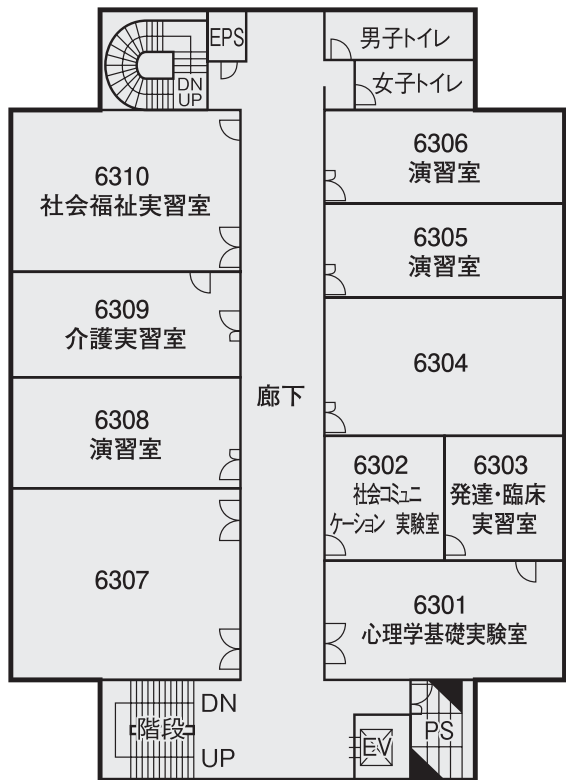 EPS
男子トイレ
女子トイレ
DN
UP
6310
社会福祉実習室
6306
演習室
6305
演習室
6309
介護実習室
6304
廊下
6308
演習室
6302
社会コミュニ
ケーション 実験室
6303
発達・臨床
実習室
6307
6301
心理学基礎実験室
DN
階段
UP
EV
PS